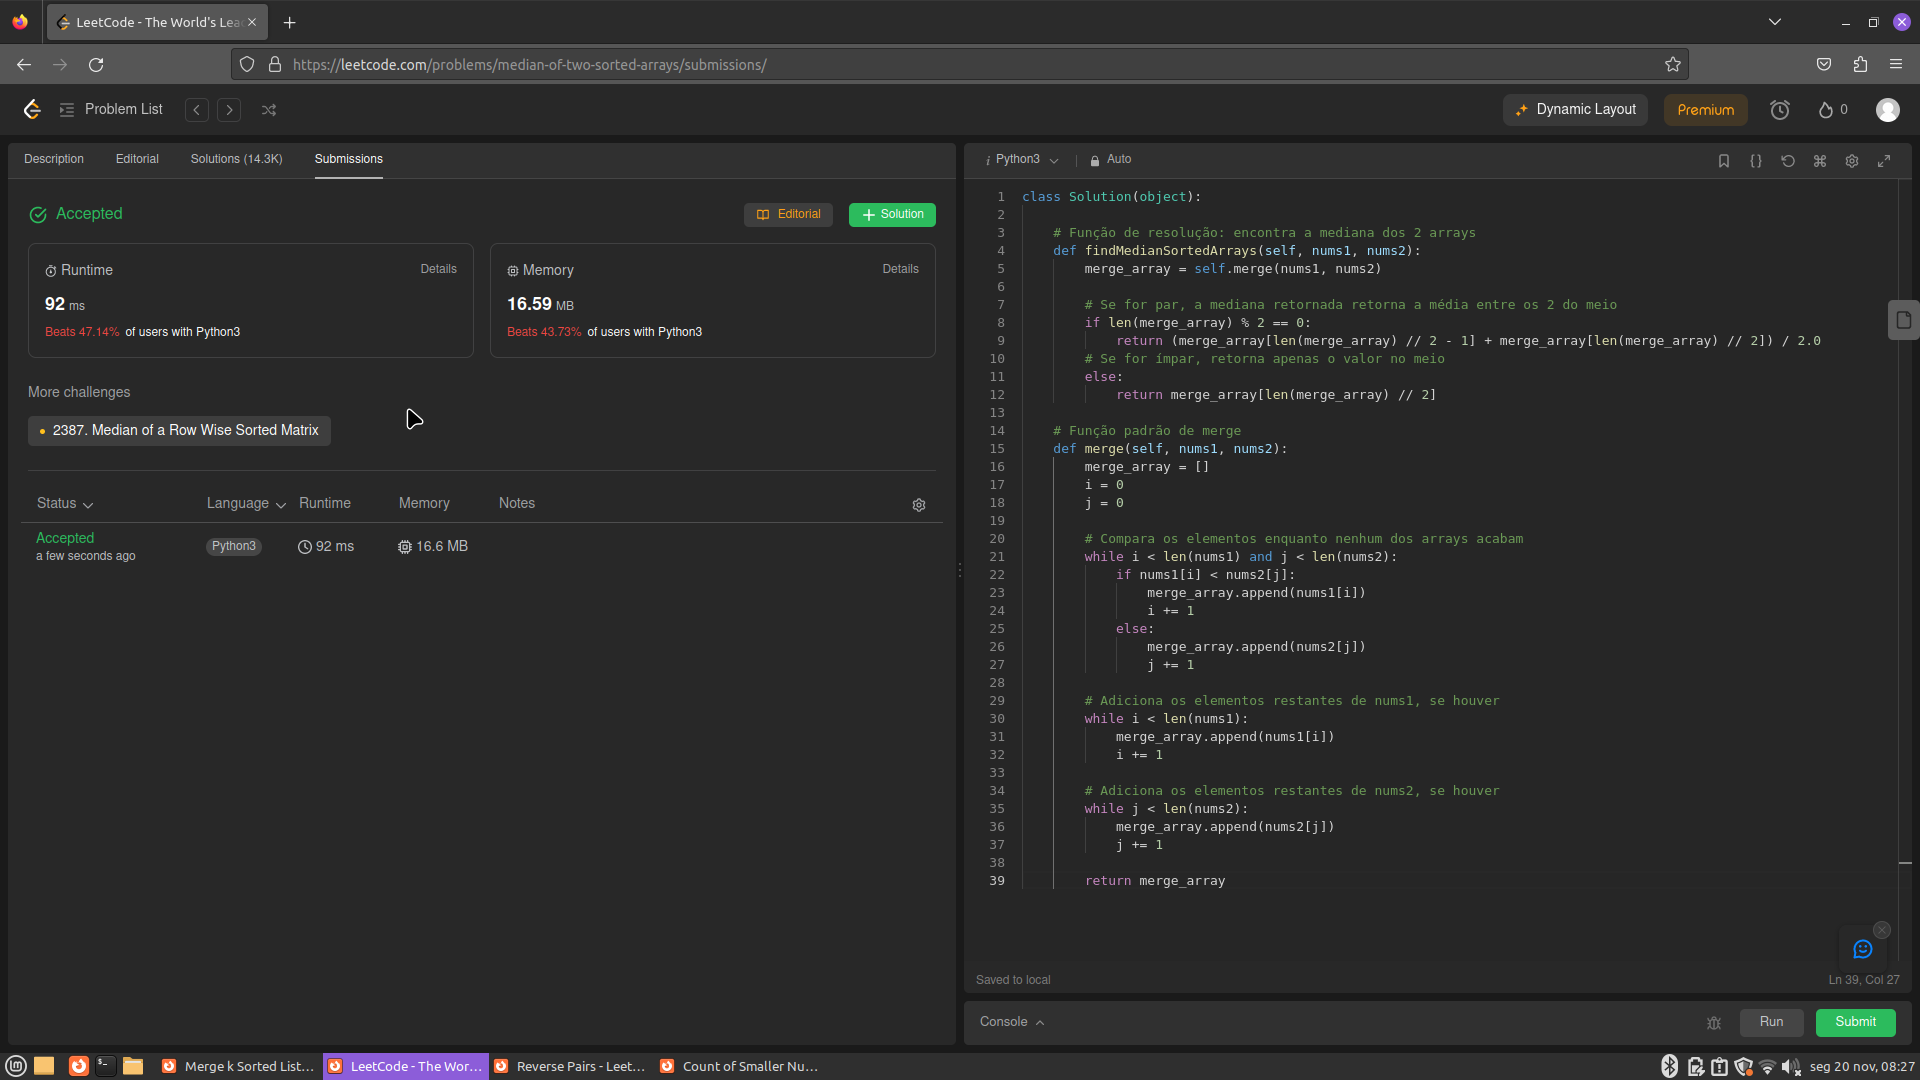 LeetCode - The World's Lea
https://leetcode.com/problems/median-of-two-sorted-arrays/submissions/
Problem List
Dynamic Layout
Premium
0
Description
Editorial
Solutions (14.3K)
Submissions
Accepted
Editorial
Solution
Runtime
Details
92 ms
Beats 47.14% of users with Python3
Memory
Details
16.59 MB
Beats 43.73% of users with Python3
More challenges
2387. Median of a Row Wise Sorted Matrix
Status Language Runtime Memory Notes
Accepted
a few seconds ago
Python3
92 ms
16.6 MB
i Python3 | Auto
1 class Solution(object):
2
3 # Função de resolução: encontra a mediana dos 2 arrays
4 def findMedianSortedArrays(self, nums1, nums2):
5 merge_array = self.merge(nums1, nums2)
6
7 # Se for par, a mediana retornada retorna a média entre os 2 do meio
8 if len(merge_array) % 2 == 0:
9 return (merge_array[len(merge_array) // 2 - 1] + merge_array[len(merge_array) // 2]) / 2.0
10 # Se for ímpar, retorna apenas o valor no meio
11 else:
12 return merge_array[len(merge_array) // 2]
13
14 # Função padrão de merge
15 def merge(self, nums1, nums2):
16 merge_array = []
17 i = 0
18 j = 0
19
20 # Compara os elementos enquanto nenhum dos arrays acabam
21 while i < len(nums1) and j < len(nums2):
22 if nums1[i] < nums2[j]:
23 merge_array.append(nums1[i])
24 i += 1
25 else:
26 merge_array.append(nums2[j])
27 j += 1
28
29 # Adiciona os elementos restantes de nums1, se houver
30 while i < len(nums1):
31 merge_array.append(nums1[i])
32 i += 1
33
34 # Adiciona os elementos restantes de nums2, se houver
35 while j < len(nums2):
36 merge_array.append(nums2[j])
37 j += 1
38
39 return merge_array
Saved to local
Ln 39, Col 27
Console
Run
Submit
Merge k Sorted List...
LeetCode - The Wor...
Reverse Pairs - Leet...
Count of Smaller Nu...
seg 20 nov, 08:27